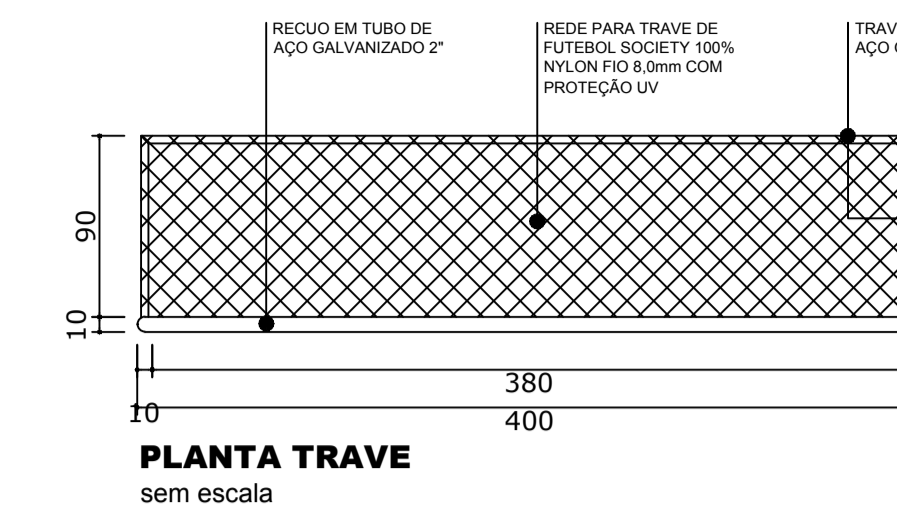 RECUO EM TUBO DE
AÇO GALVANIZADO 2"
REDE PARA TRAVE DE
FUTEBOL SOCIETY 100%
NYLON FIO 8,0mm COM
PROTEÇÃO UV
TRAV
AÇO
90
10
380
10
400
PLANTA TRAVE
sem escala